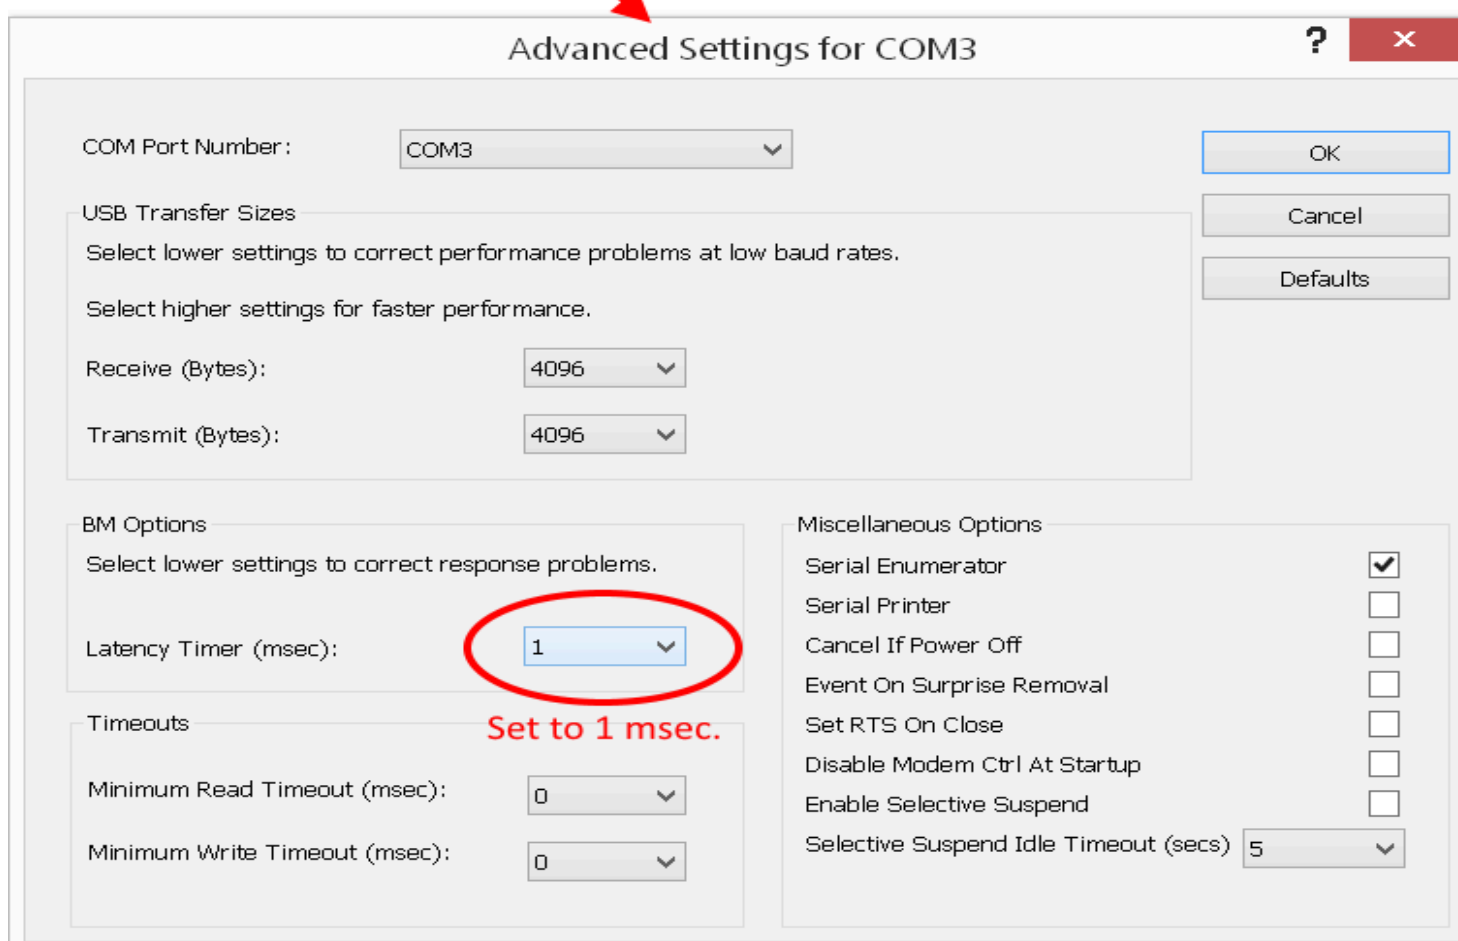 Advanced Settings for COM3
?
COM Port Number:
COM3
OK
USB Transfer Sizes
Cancel
Select lower settings to correct performance problems at low baud rates.
Defaults
Select higher settings for faster performance.
Receive (Bytes):
4096
Transmit (Bytes):
4096
BM Options
Select lower settings to correct response problems.
Latency Timer (msec):
1
Set to 1 msec.
Timeouts
Minimum Read Timeout (msec):
0
Minimum Write Timeout (msec):
0
Miscellaneous Options
Serial Enumerator
Serial Printer
Cancel If Power Off
Event On Surprise Removal
Set RTS On Close
Disable Modem Ctrl At Startup
Enable Selective Suspend
Selective Suspend Idle Timeout (secs)
5